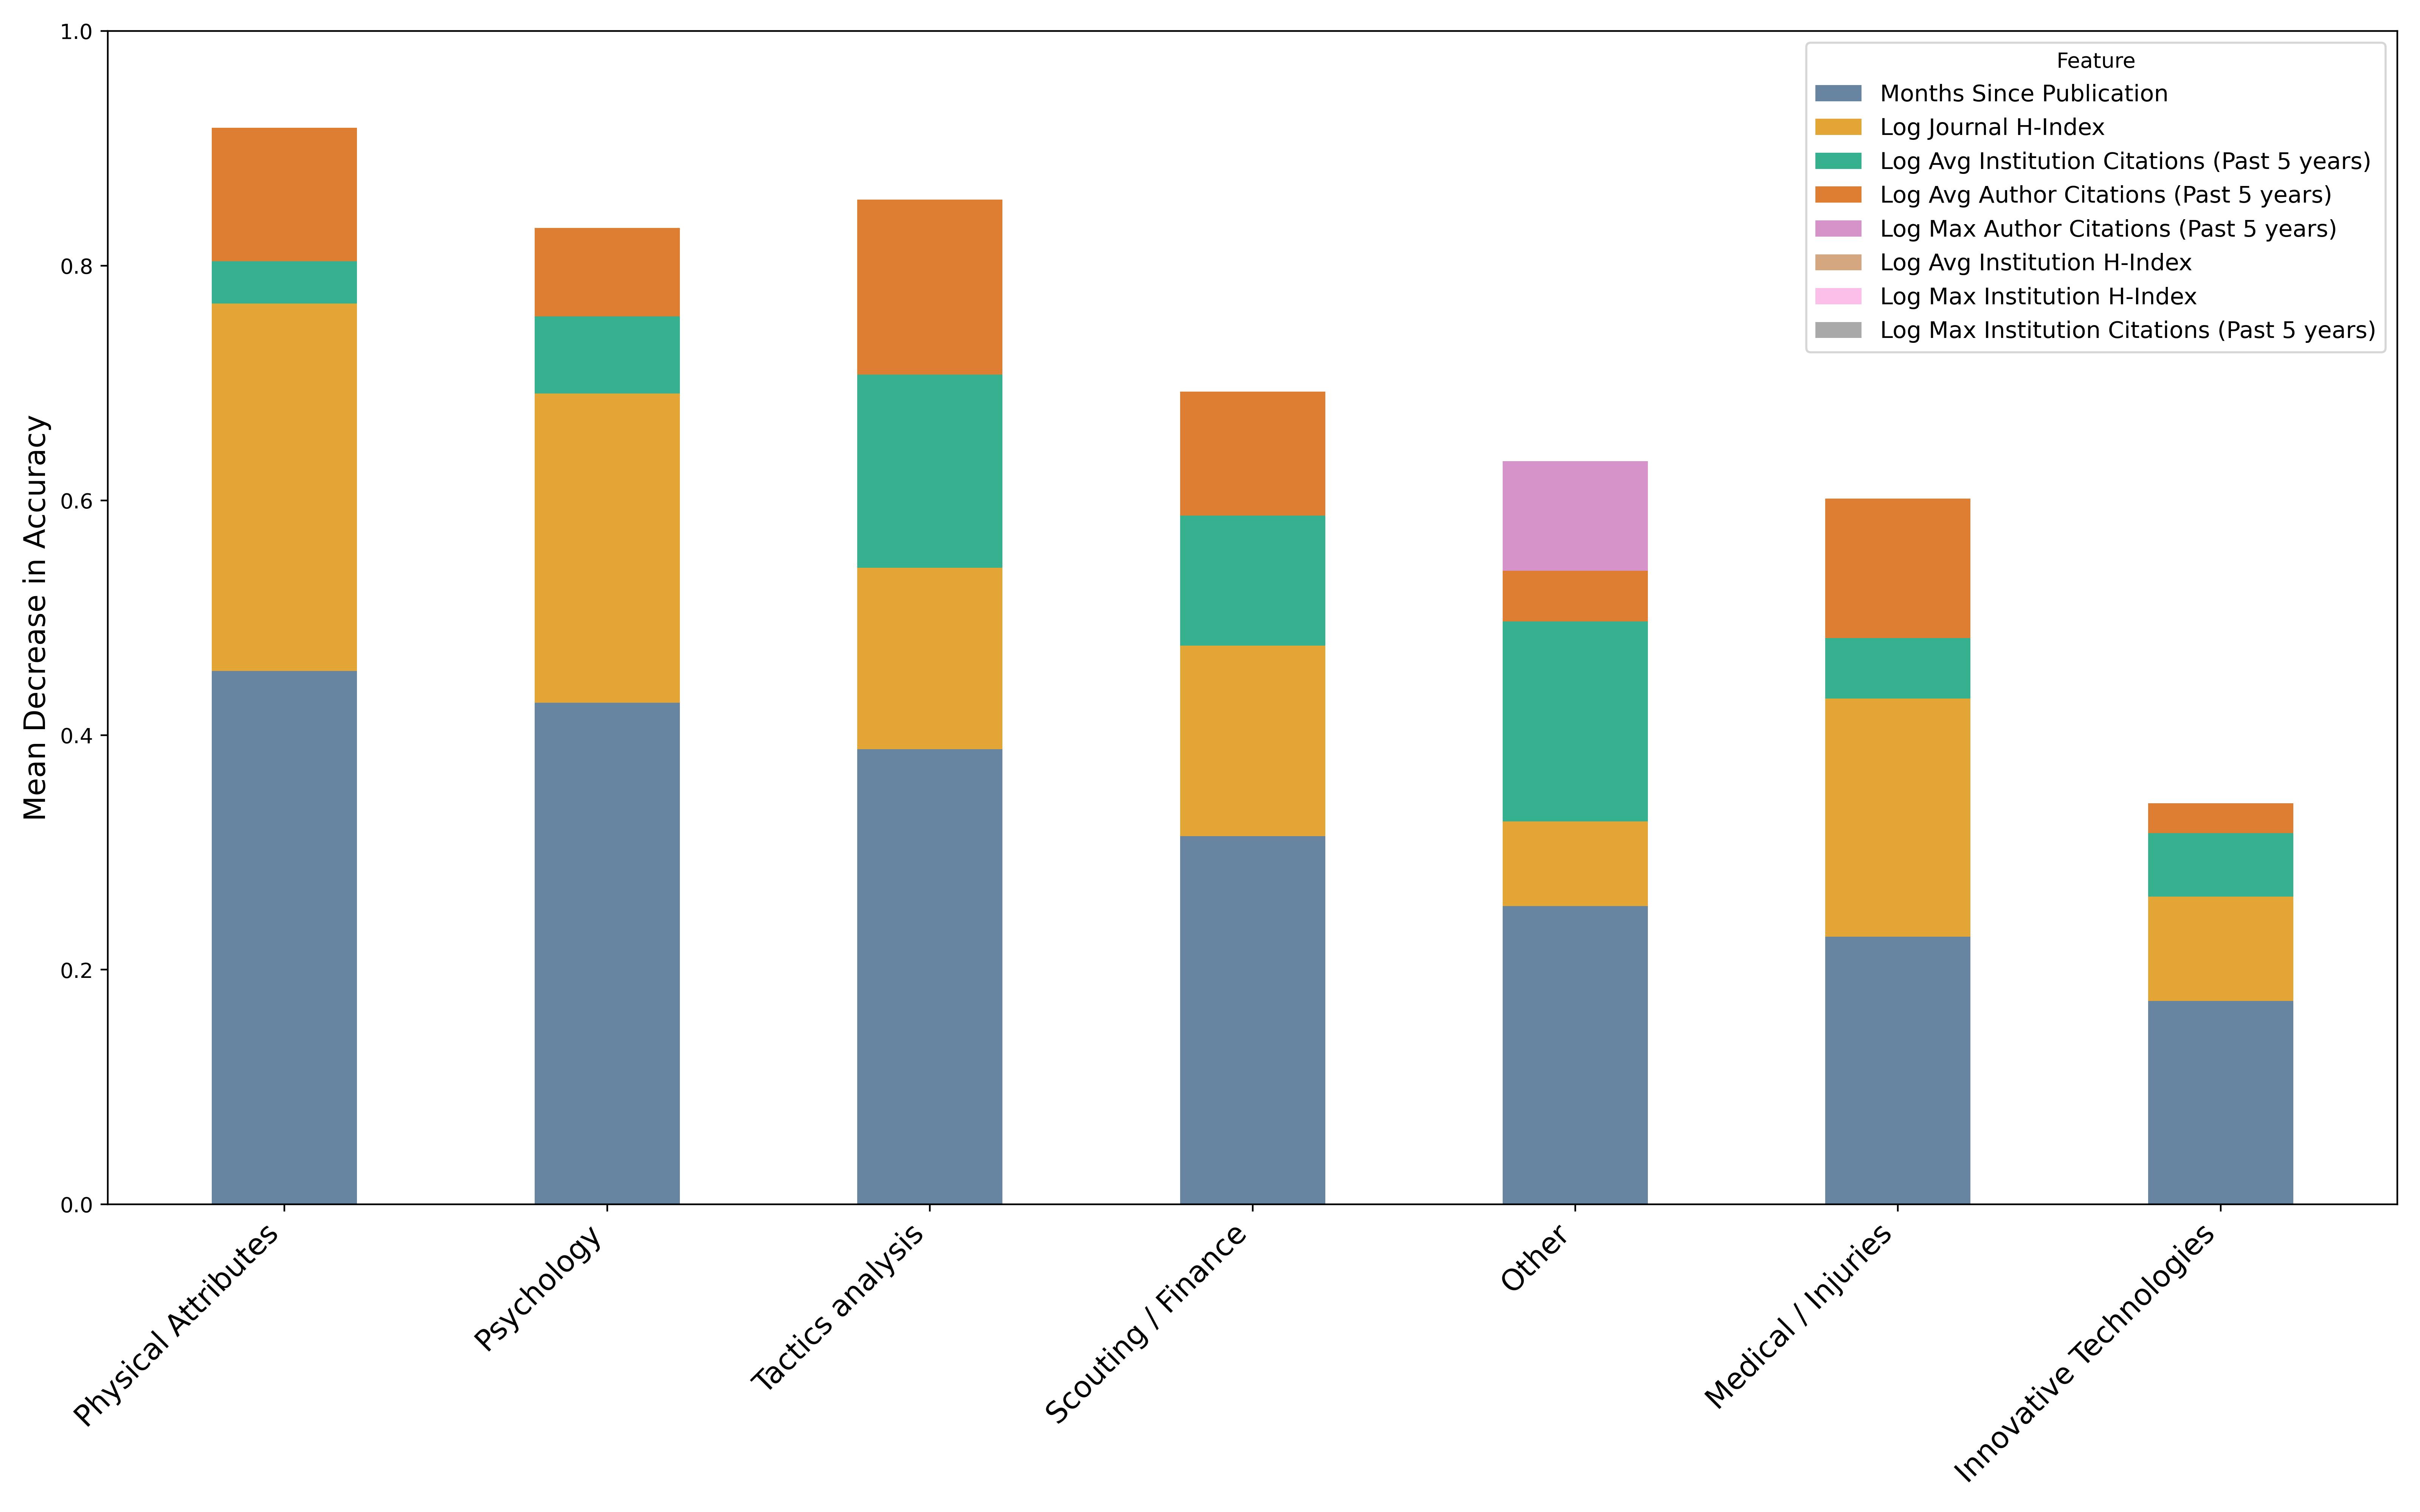 Feature
Months Since Publication
Log Journal H-Index
Log Avg Institution Citations (Past 5 years)
Log Avg Author Citations (Past 5 years)
Log Max Author Citations (Past 5 years)
Log Avg Institution H-Index
Log Max Institution H-Index
Log Max Institution Citations (Past 5 years)
Mean Decrease in Accuracy
1.0
0.8
0.6
0.4
0.2
0.0
Physical Attributes
Psychology
Tactics analysis
Scouting / Finance
Other
Medical / Injuries
Innovative Technologies